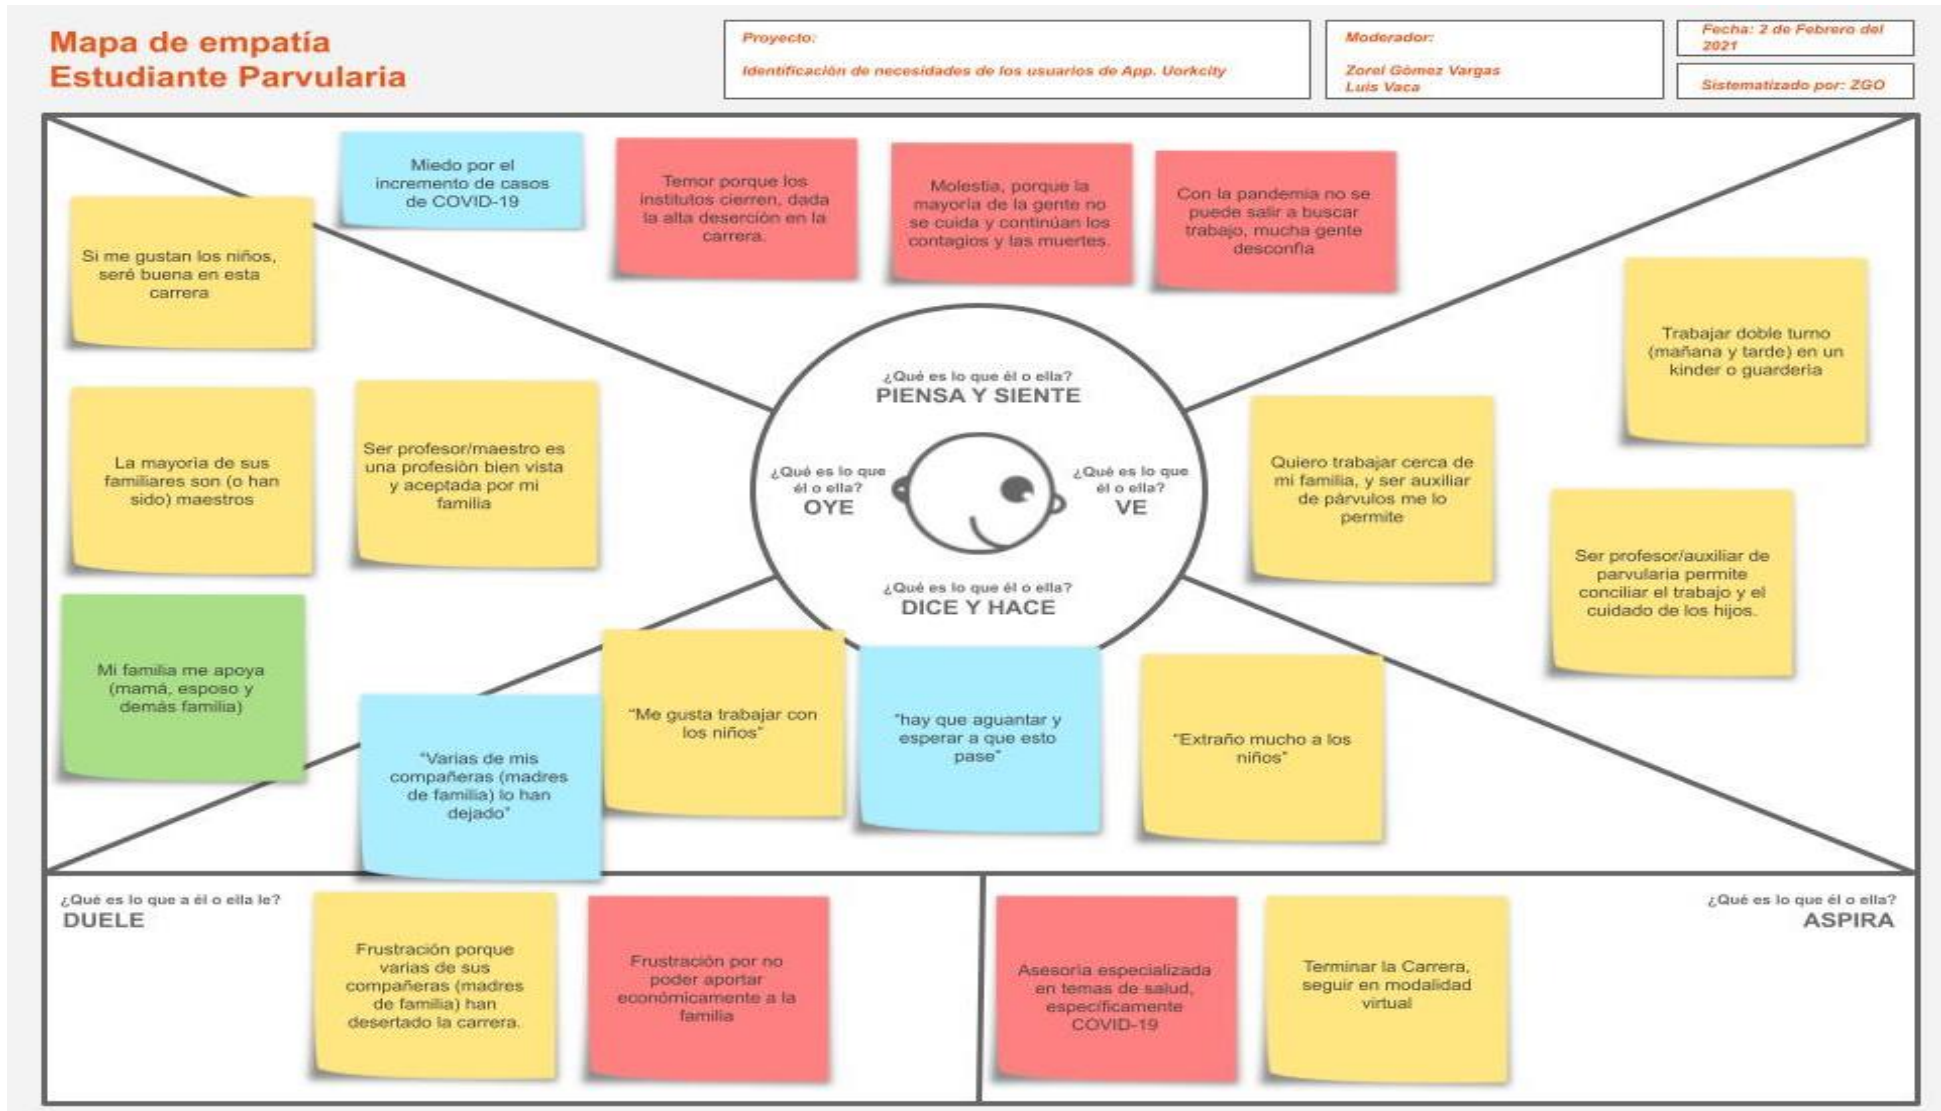 Mapa de empatía
Estudiante Parvularia
Proyecto:
Identificación de necesidades de los usuarios de App. Uorkcity
Moderador:
Zorel Gómez Vargas
Luis Vaca
Fecha: 2 de Febrero del
2021
Sistematizado por: ZGO
Miedo por el
incremento de casos
de COVID-19
Temor porque los
institutos cierren, dada
la alta deserción en la
carrera.
Molestia, porque la
mayoría de la gente no
se cuida y continúan los
contagios y las muertes.
Con la pandemia no se
puede salir a buscar
trabajo, mucha gente
desconfía
Si me gustan los niños,
seré buena en esta
carrera
La mayoría de sus
familiares son (o han
sido) maestros
Ser profesor/maestro es
una profesión bien vista
y aceptada por mi
familia
Mi familia me apoya
(mamá, esposo y
demás familia)
¿Qué es lo que él o ella?
PIENSA Y SIENTE
¿Qué es lo que
él o ella?
OYE
¿Qué es lo que
él o ella?
VE
¿Qué es lo que él o ella?
DICE Y HACE
Trabajar doble turno
(mañana y tarde) en un
kinder o guardería
Quiero trabajar cerca de
mi familia, y ser auxiliar
de párvulos me lo
permite
Ser profesor/auxiliar de
parvularia permite
conciliar el trabajo y el
cuidado de los hijos.
"Varias de mis
compañeras (madres
de familia) lo han
dejado"
"Me gusta trabajar con
los niños"
"hay que aguantar y
esperar a que esto
pase"
"Extraño mucho a los
niños"
¿Qué es lo que a él o ella le?
DUELE
Frustración porque
varias de sus
compañeras (madres
de familia) han
desertado la carrera.
Frustración por no
poder aportar
económicamente a la
familia
Asesoría especializada
en temas de salud,
específicamente
COVID-19
Terminar la Carrera,
seguir en modalidad
virtual
¿Qué es lo que él o ella?
ASPIRA